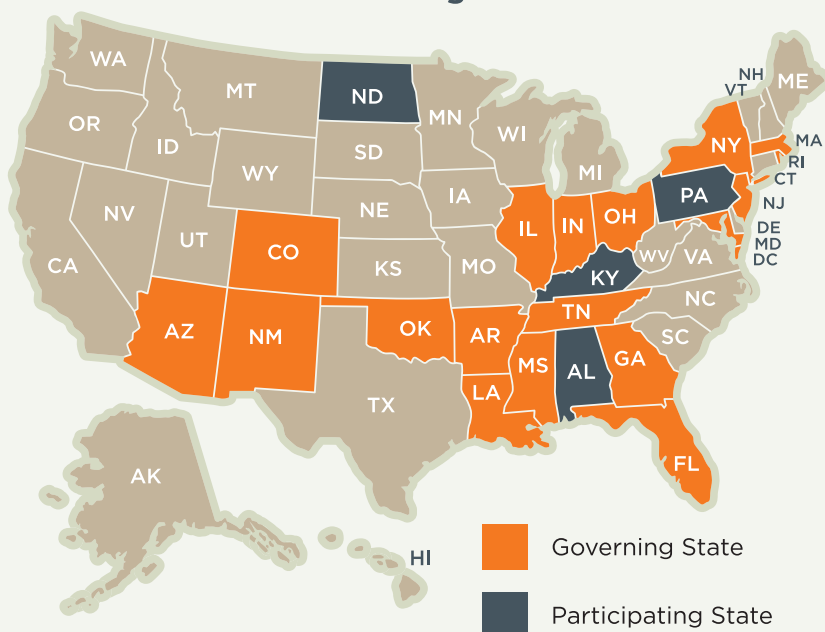 WA
MT
ND
MN
OR
ID
WY
SD
WI
MI
NH
VT
ME
NY
MA
RI
CT
PA
NJ
DE
MD
DC
NV
UT
CA
CO
NE
IA
KS
MO
IL
IN
OH
WV
VA
KY
NC
TN
SC
AZ
NM
OK
AR
TX
LA
MS
AL
GA
FL
AK
HI
Governing State
Participating State